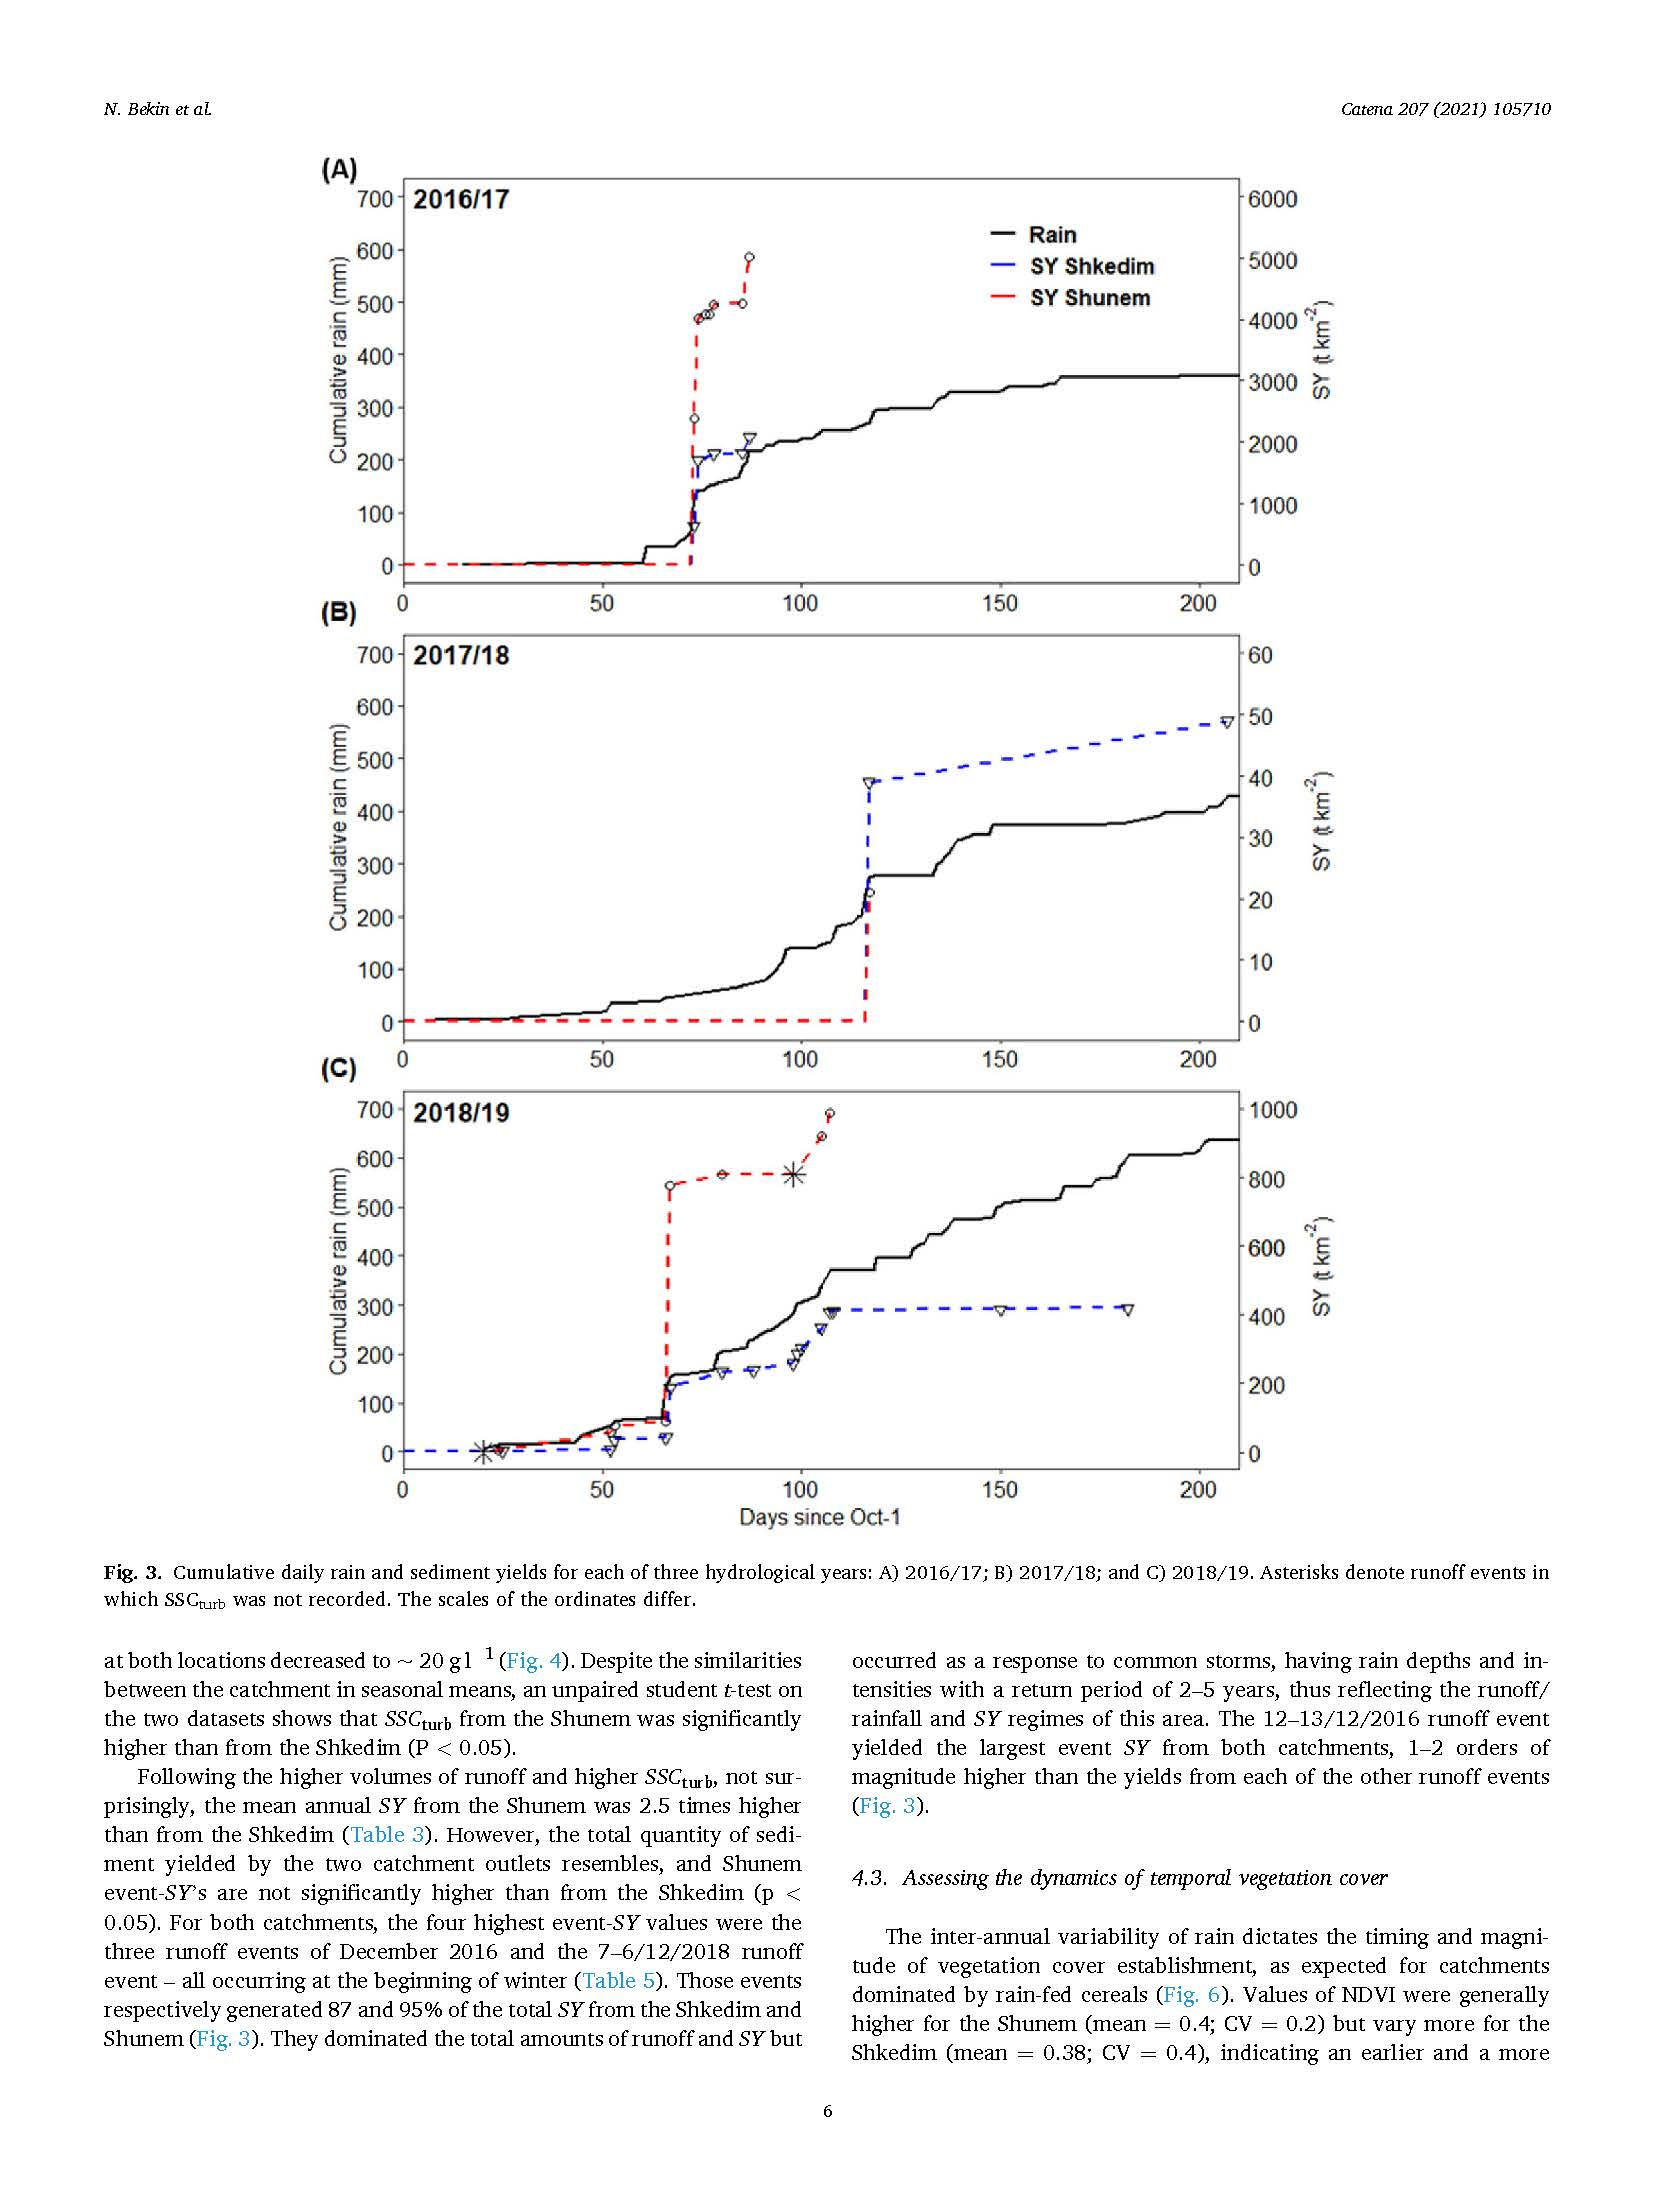 N. Bekin et al.
Catena 207 (2021) 105710
(A)
2016/17
700
600
500
400
300
200
100
0
Cumulative rain (mm)
Rain
SY Shkedim
SY Shunem
6000
5000
4000
3000
2000
1000
0
SY (t km-2)
0 50 100 150 200
(B)
2017/18
700
600
500
400
300
200
100
0
Cumulative rain (mm)
60
50
40
30
20
10
0
SY (t km-2)
0 50 100 150 200
(C)
2018/19
700
600
500
400
300
200
100
0
Cumulative rain (mm)
1000
800
600
400
200
0
SY (t km-2)
0 50 100 150 200
Days since Oct-1
Fig. 3. Cumulative daily rain and sediment yields for each of three hydrological years: A) 2016/17; B) 2017/18; and C) 2018/19. Asterisks denote runoff events in
which SSCturb was not recorded. The scales of the ordinates differ.
at both locations decreased to ~ 20 g l 1 (Fig. 4). Despite the similarities
between the catchment in seasonal means, an unpaired student t-test on
the two datasets shows that SSCturb from the Shunem was significantly
higher than from the Shkedim (P < 0.05).
Following the higher volumes of runoff and higher SSCturb, not sur-
prisingly, the mean annual SY from the Shunem was 2.5 times higher
than from the Shkedim (Table 3). However, the total quantity of sedi-
ment yielded by the two catchment outlets resembles, and Shunem
event-SY's are not significantly higher than from the Shkedim (p <
0.05). For both catchments, the four highest event-SY values were the
three runoff events of December 2016 and the 7–6/12/2018 runoff
event – all occurring at the beginning of winter (Table 5). Those events
respectively generated 87 and 95% of the total SY from the Shkedim and
Shunem (Fig. 3). They dominated the total amounts of runoff and SY but
occurred as a response to common storms, having rain depths and in-
tensities with a return period of 2–5 years, thus reflecting the runoff/
rainfall and SY regimes of this area. The 12–13/12/2016 runoff event
yielded the largest event SY from both catchments, 1–2 orders of
magnitude higher than the yields from each of the other runoff events
(Fig. 3).
4.3. Assessing the dynamics of temporal vegetation cover
The inter-annual variability of rain dictates the timing and magni-
tude of vegetation cover establishment, as expected for catchments
dominated by rain-fed cereals (Fig. 6). Values of NDVI were generally
higher for the Shunem (mean = 0.4; CV = 0.2) but vary more for the
Shkedim (mean = 0.38; CV = 0.4), indicating an earlier and a more
6